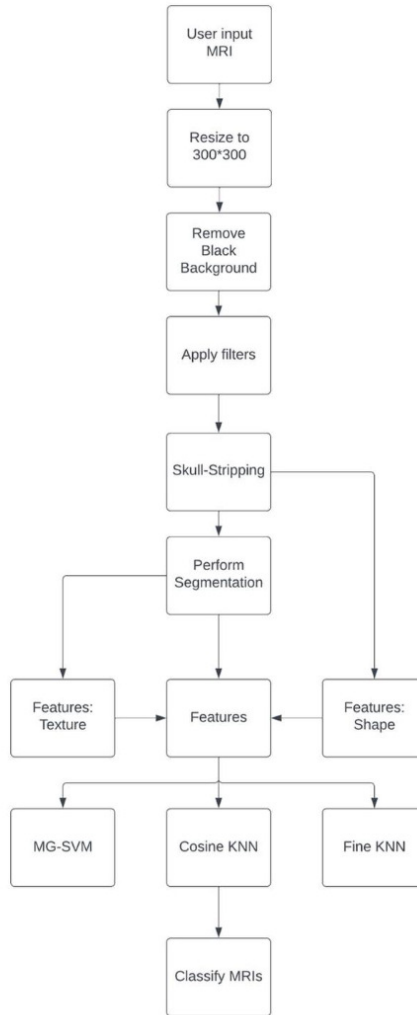 User input
MRI
Resize to
300*300
Remove
Black
Background
Apply filters
Skull-Stripping
Perform
Segmentation
Features:
Texture
Features
Features:
Shape
MG-SVM
Cosine KNN
Fine KNN
Classify MRIs